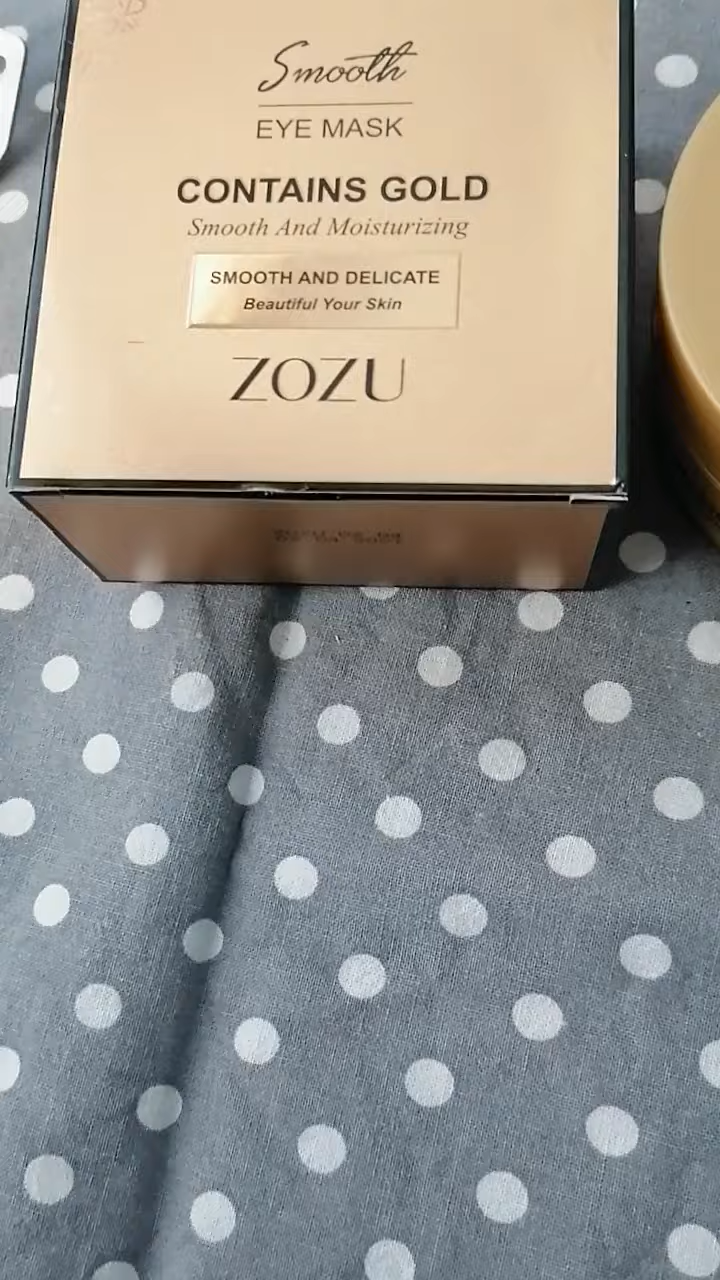 Smooth
EYE MASK
CONTAINS GOLD
Smooth And Moisturizing
SMOOTH AND DELICATE
Beautiful Your Skin
ZOZU